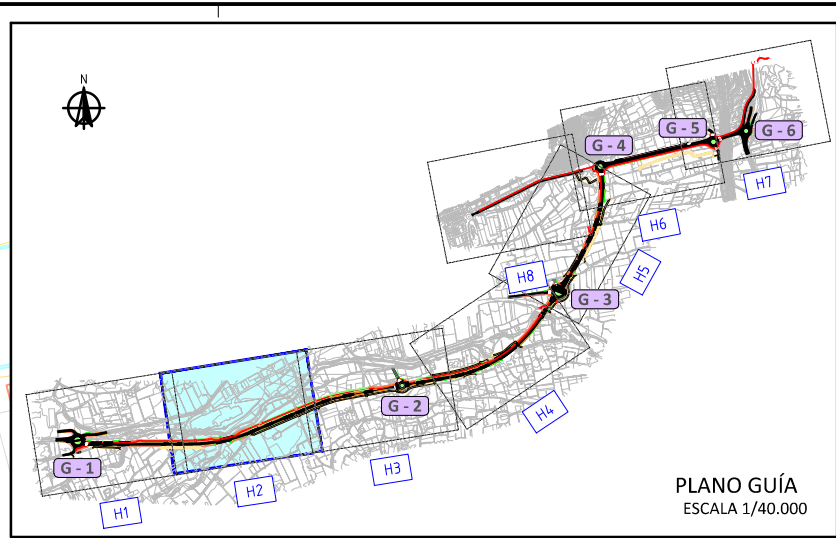 N
G - 5
G - 6
G - 4
H7
H6
H5
H8
G - 3
G - 2
H4
G - 1
H3
H2
H1
PLANO GUÍA
ESCALA 1/40.000